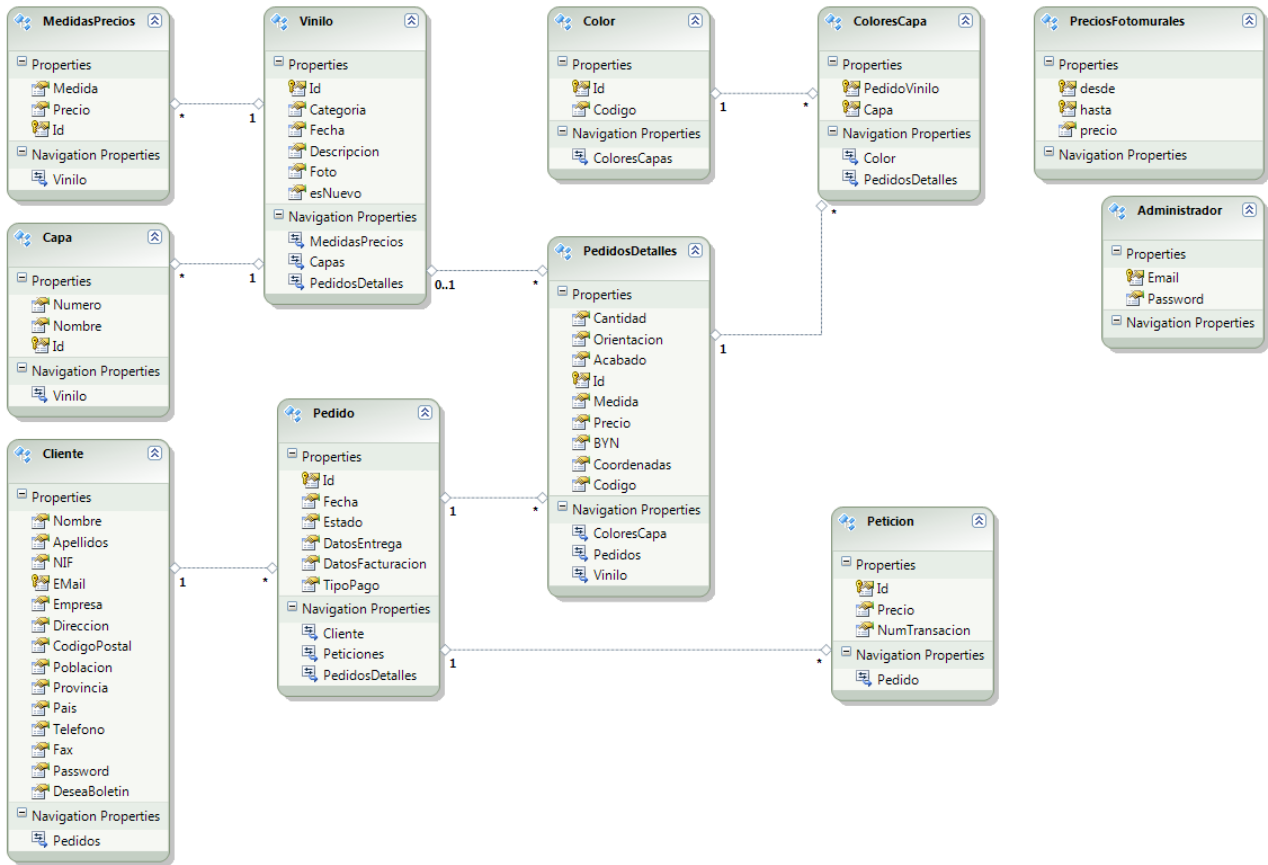 MedidasPrecios
Properties
Medida
Precio
Id
Navigation Properties
Vinilo
*
1
Vinilo
Properties
Id
Categoria
Fecha
Descripcion
Foto
esNuevo
Navigation Properties
MedidasPrecios
Capas
PedidosDetalles
Color
Properties
Id
Codigo
Navigation Properties
ColoresCapas
1
*
ColoresCapa
Properties
PedidoVinilo
Capa
Navigation Properties
Color
PedidosDetalles
*
PreciosFotomurales
Properties
desde
hasta
precio
Navigation Properties
Administrador
Properties
Email
Password
Navigation Properties
Capa
Properties
Numero
Nombre
Id
Navigation Properties
Vinilo
*
1
0..1
*
PedidosDetalles
Properties
Cantidad
Orientacion
Acabado
Id
Medida
Precio
BYN
Coordenadas
Codigo
Navigation Properties
ColoresCapa
Pedidos
Vinilo
1
Cliente
Properties
Nombre
Apellidos
NIF
EMail
Empresa
Direccion
CodigoPostal
Poblacion
Provincia
Pais
Telefono
Fax
Password
DeseaBoletin
Navigation Properties
Pedidos
1
*
Pedido
Properties
Id
Fecha
Estado
DatosEntrega
DatosFacturacion
TipoPago
Navigation Properties
Cliente
Peticiones
PedidosDetalles
1
*
1
*
Peticion
Properties
Id
Precio
NumTransacion
Navigation Properties
Pedido